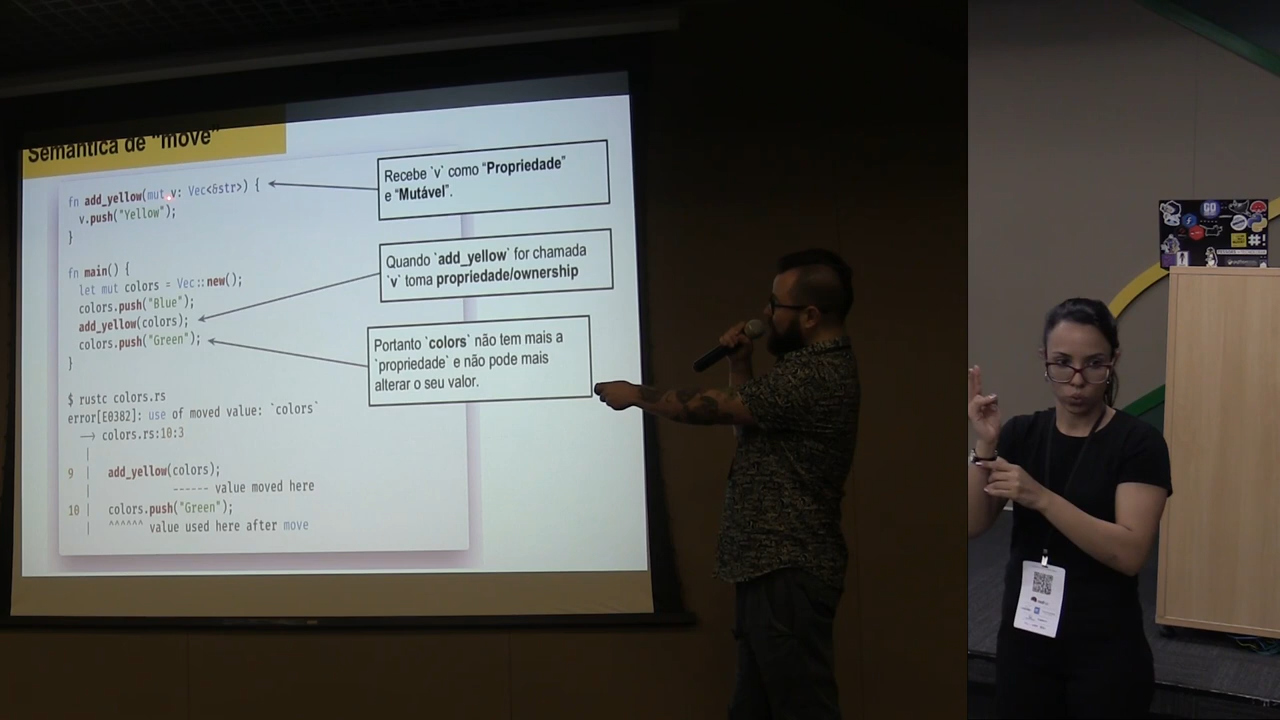 Semântica de "move"
fn add_yellow(mut v: Vec<&str>) {
v.push("Yellow");
}
fn main() {
let mut colors = Vec::new();
colors.push("Blue");
add_yellow(colors);
colors.push("Green");
}
$ rustc colors.rs
error[E0382]: use of moved value: `colors`
--> colors.rs:10:3
|
9 | add_yellow(colors);
| ------ value moved here
10 | colors.push("Green");
| ^^^^^^ value used here after move
Recebe `v` como "Propriedade"
e "Mutável".
Quando `add_yellow` for chamada
`v` toma propriedade/ownership
Portanto `colors` não tem mais a
`propriedade` e não pode mais
alterar o seu valor.
GO
#!